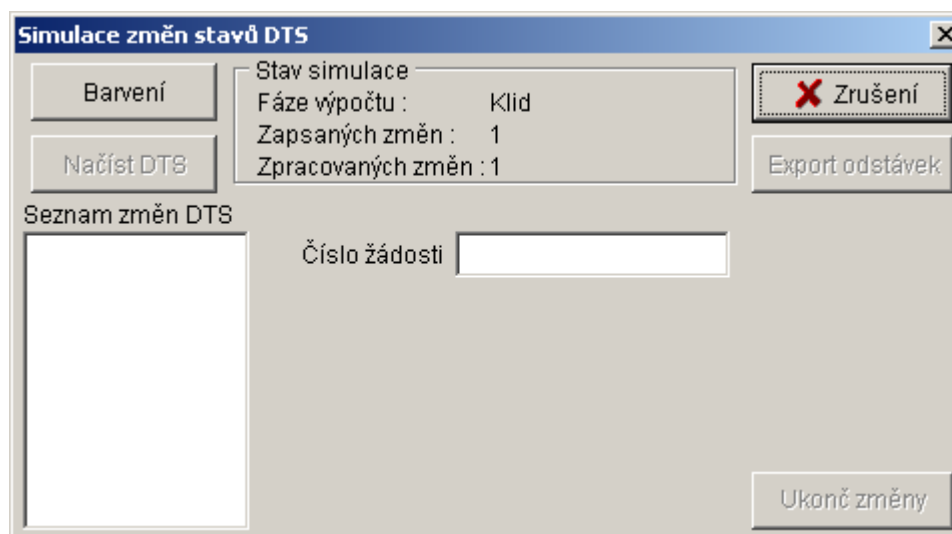 Simulace změn stavů DTS
Barvení
Načíst DTS
Stav simulace
Fáze výpočtu : Klid
Zapsaných změn : 1
Zpracovaných změn : 1
Zrušení
Export odstávek
Seznam změn DTS
Číslo žádosti
Ukonč změny